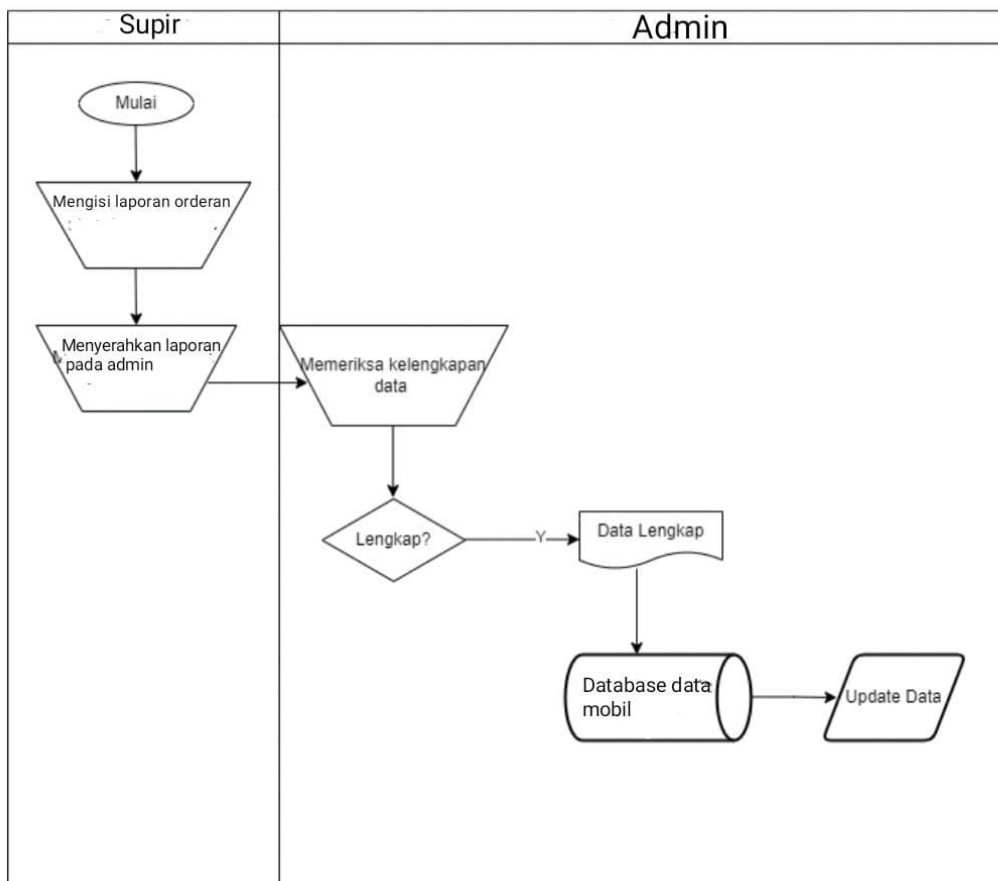 Supir
Admin
Mulai
Mengisi laporan orderan
Menyerahkan laporan
pada admin
Memeriksa kelengkapan
data
Lengkap?
Y
Data Lengkap
Database data
mobil
Update Data